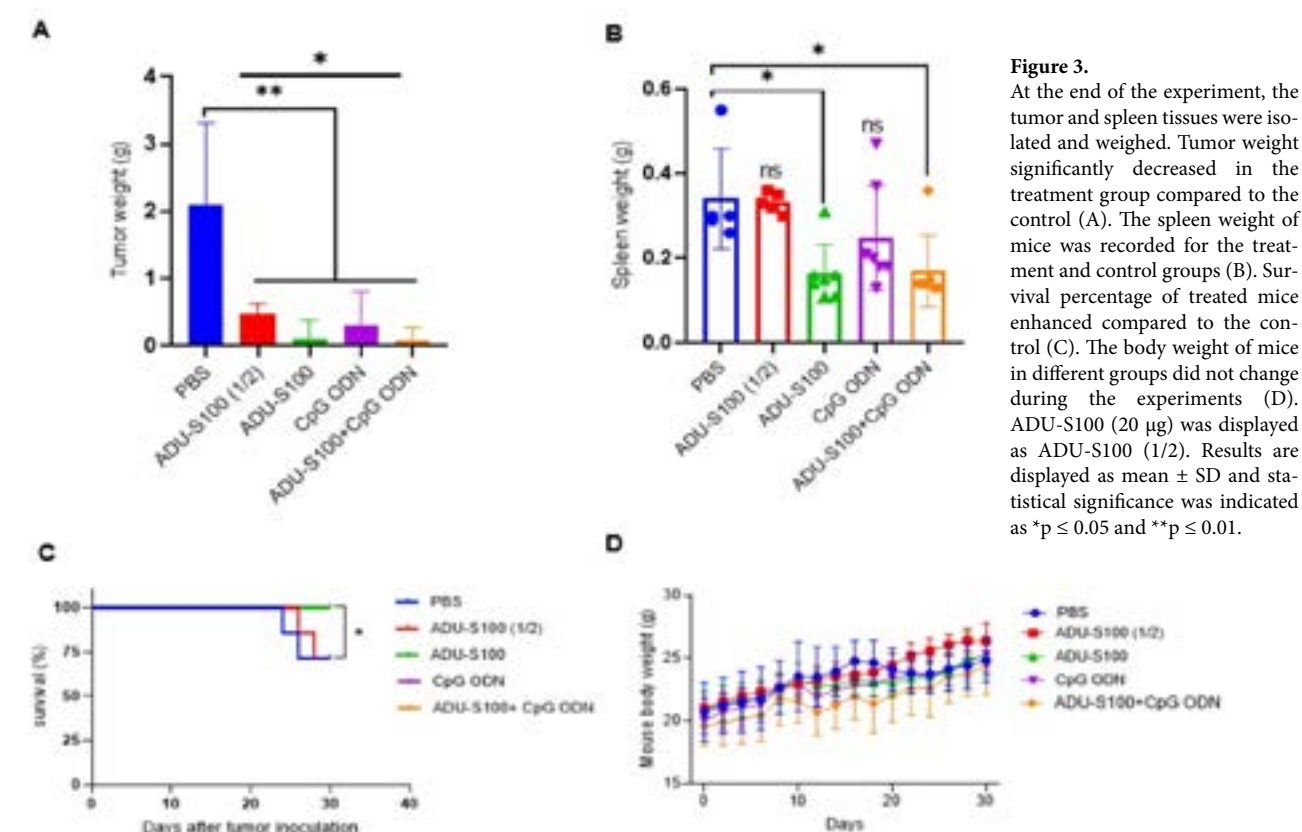 A
Tumor weight (g)
4
3
2
1
0
*
**
PBS
ADU-S100 (1/2)
ADU-S100
CpG ODN
ADU-S100+CpG ODN
B
Spleen weight (g)
0.6
0.4
0.2
0.0
*
*
ns
ns
PBS
ADU-S100 (1/2)
ADU-S100
CpG ODN
ADU-S100+CpG ODN
Figure 3.
At the end of the experiment, the
tumor and spleen tissues were iso-
lated and weighed. Tumor weight
significantly decreased in the
treatment group compared to the
control (A). The spleen weight of
mice was recorded for the treat-
ment and control groups (B). Sur-
vival percentage of treated mice
enhanced compared to the con-
trol (C). The body weight of mice
in different groups did not change
during the experiments (D).
ADU-S100 (20 µg) was displayed
as ADU-S100 (1/2). Results are
displayed as mean ± SD and sta-
tistical significance was indicated
as *p ≤ 0.05 and **p ≤ 0.01.
C
survival (%)
100
75
50
25
0
0 10 20 30 40
Days after tumor inoculation
*
PBS
ADU-S100 (1/2)
ADU-S100
CpG ODN
ADU-S100+ CpG ODN
D
Mouse body weight (g)
30
25
20
15
0 10 20 30
Days
PBS
ADU-S100 (1/2)
ADU-S100
CpG ODN
ADU-S100+CpG ODN